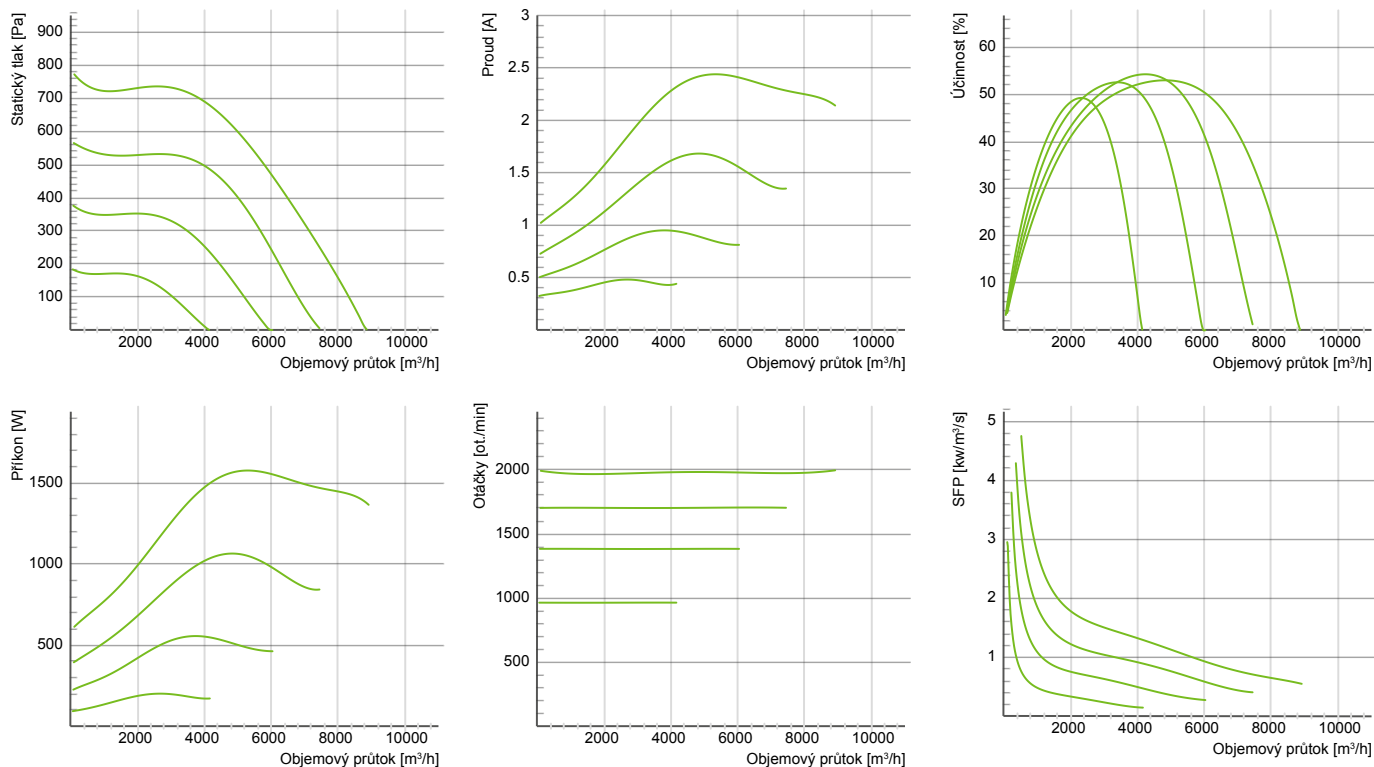 Statický tlak [Pa]
900
800
700
600
500
400
300
200
100
2000 4000 6000 8000 10000
Objemový průtok [m³/h]
Proud [A]
3
2.5
2
1.5
1
0.5
2000 4000 6000 8000 10000
Objemový průtok [m³/h]
Účinnost [%]
60
50
40
30
20
10
2000 4000 6000 8000 10000
Objemový průtok [m³/h]
Příkon [W]
1500
1000
500
2000 4000 6000 8000 10000
Objemový průtok [m³/h]
Otáčky [ot./min]
2000
1500
1000
500
2000 4000 6000 8000 10000
Objemový průtok [m³/h]
SFP [kw/m³/s]
5
4
3
2
1
2000 4000 6000 8000 10000
Objemový průtok [m³/h]